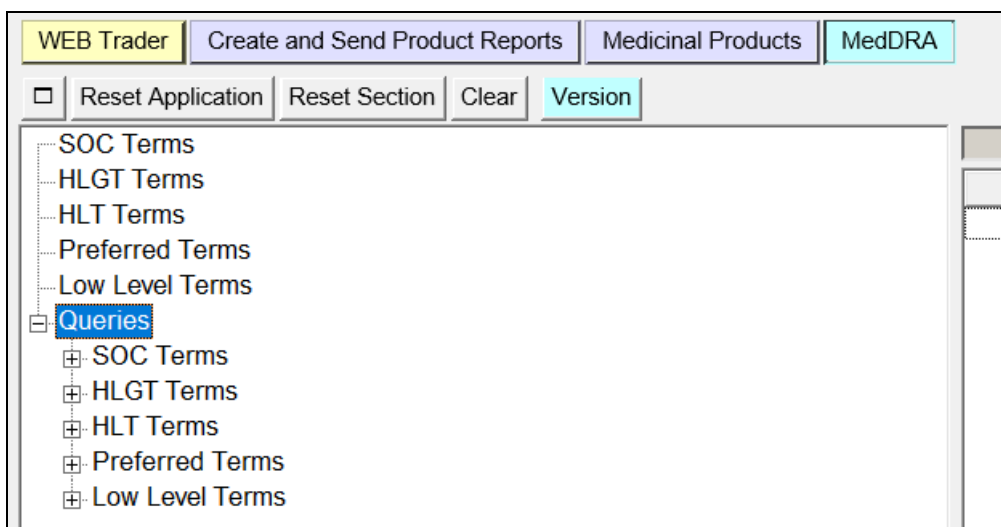 WEB Trader Create and Send Product Reports Medicinal Products MedDRA
Reset Application Reset Section Clear Version
SOC Terms
HLGT Terms
HLT Terms
Preferred Terms
Low Level Terms
Queries
SOC Terms
HLGT Terms
HLT Terms
Preferred Terms
Low Level Terms